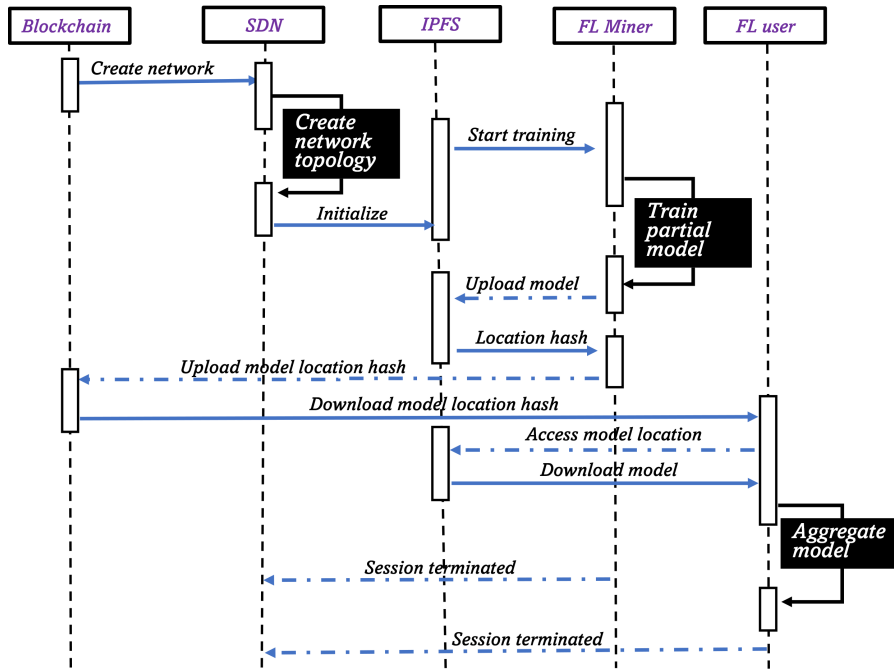 Blockchain
SDN
IPFS
FL Miner
FL user
Create network
Create
network
topology
Start training
Initialize
Train
partial
model
Upload model
Location hash
Upload model location hash
Download model location hash
Access model location
Download model
Aggregate
model
Session terminated
Session terminated